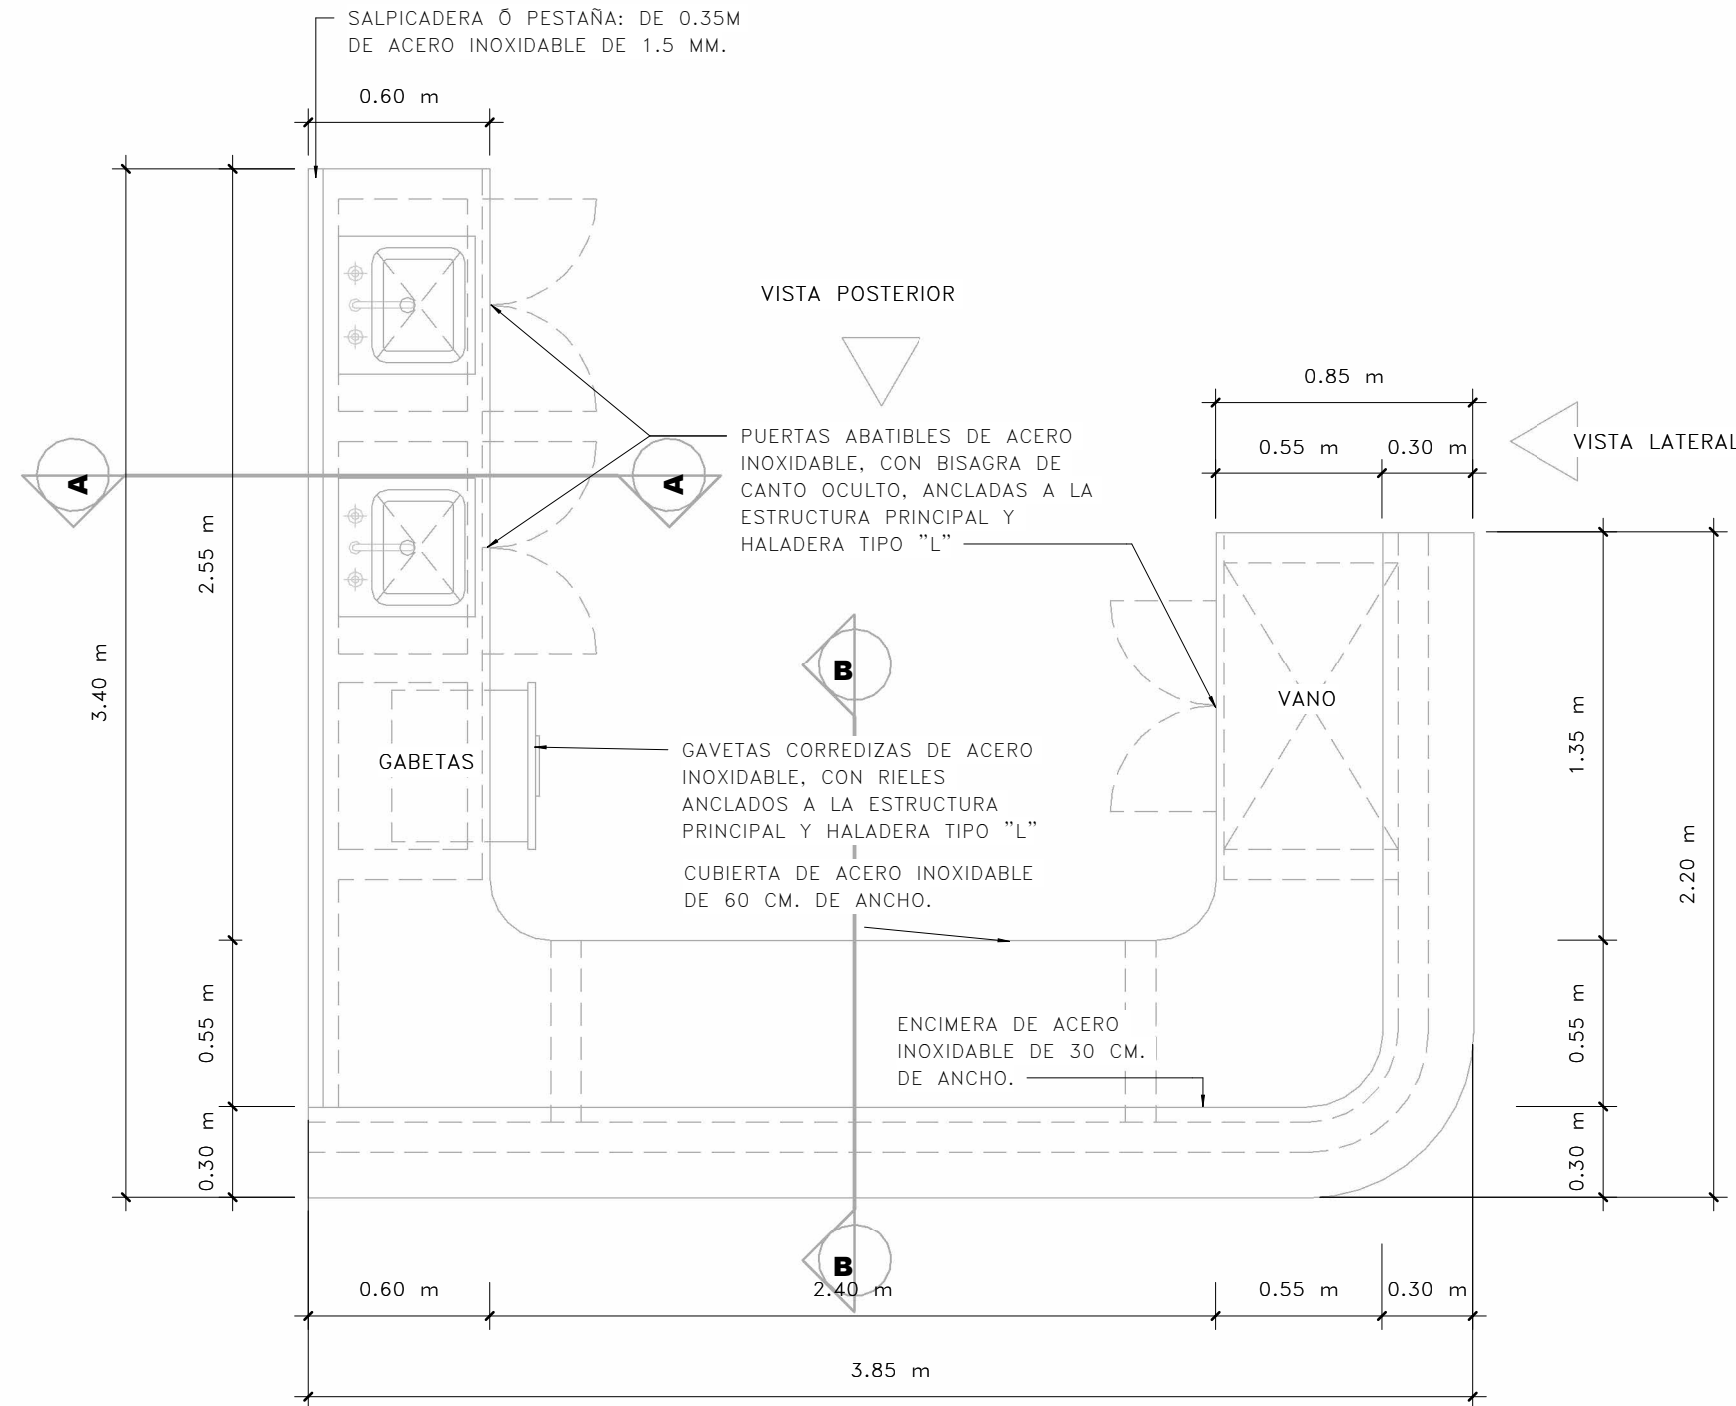 SALPICADERA Ó PESTAÑA: DE 0.35M
DE ACERO INOXIDABLE DE 1.5 MM.
0.60 m
VISTA POSTERIOR
0.85 m
0.55 m
0.30 m
VISTA LATERAL
PUERTAS ABATIBLES DE ACERO
INOXIDABLE, CON BISAGRA DE
CANTO OCULTO, ANCLADAS A LA
ESTRUCTURA PRINCIPAL Y
HALADERA TIPO "L"
A
A
2.55 m
3.40 m
B
VANO
1.35 m
GABETAS
GAVETAS CORREDIZAS DE ACERO
INOXIDABLE, CON RIELES
ANCLADOS A LA ESTRUCTURA
PRINCIPAL Y HALADERA TIPO "L"
2.20 m
CUBIERTA DE ACERO INOXIDABLE
DE 60 CM. DE ANCHO.
0.55 m
ENCIMERA DE ACERO
INOXIDABLE DE 30 CM.
DE ANCHO.
0.55 m
0.30 m
0.30 m
B
0.60 m
2.40 m
0.55 m
0.30 m
3.85 m